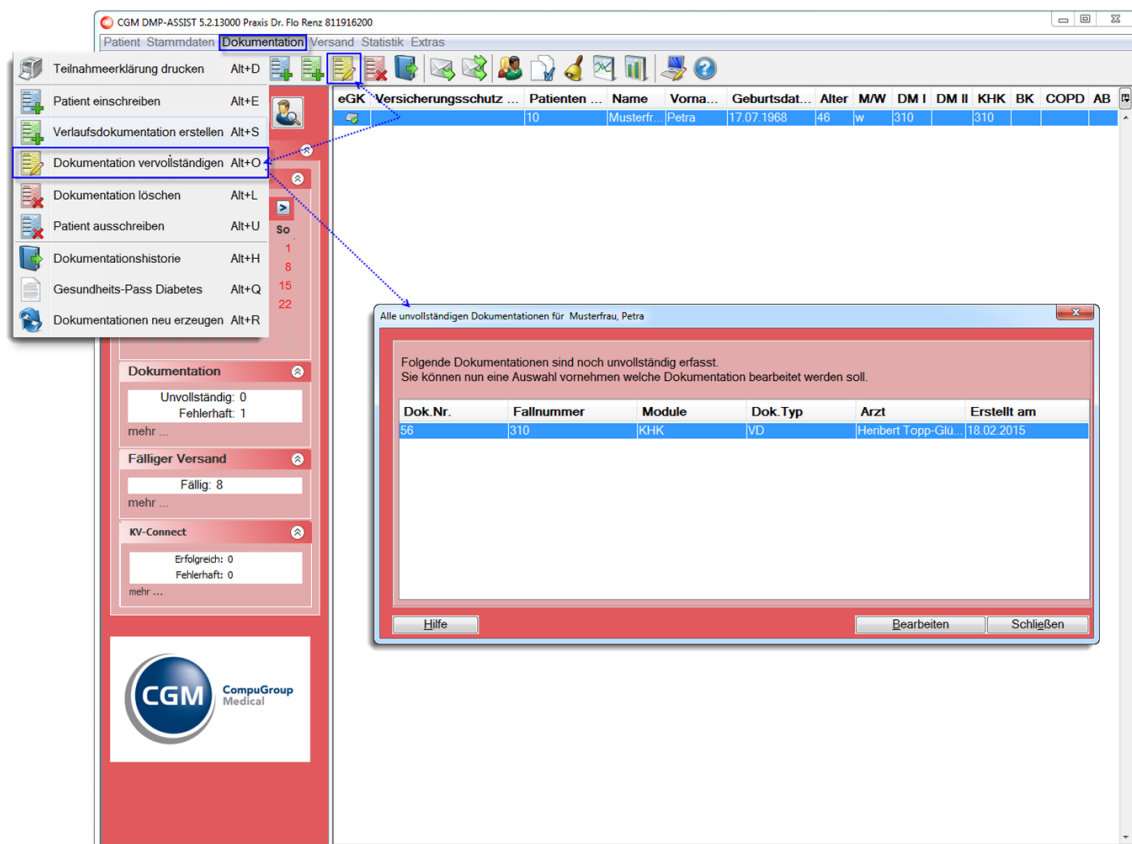 CGM DMP-ASSIST 5.2.13000 Praxis Dr. Flo Renz 811916200
Patient Stammdaten Dokumentation Versand Statistik Extras
Teilnahmeerklärung drucken Alt+D
Patient einschreiben Alt+E
Verlaufsdokumentation erstellen Alt+S
Dokumentation vervollständigen Alt+O
Dokumentation löschen Alt+L
Patient ausschreiben Alt+U
Dokumentationshistorie Alt+H
Gesundheits-Pass Diabetes Alt+Q
Dokumentationen neu erzeugen Alt+R
eGK Versicherungsschutz ... Patienten ... Name Vorna... Geburtsdat... Alter M/W DM I DM II KHK BK COPD AB
10 Musterfr... Petra 17.07.1968 46 w 310 310
So
1
8
15
22
Dokumentation
Unvollständig: 0
Fehlerhaft: 1
mehr ...
Fälliger Versand
Fällig: 8
mehr ...
KV-Connect
Erfolgreich: 0
Fehlerhaft: 0
mehr ...
CGM CompuGroup
Medical
Alle unvollständigen Dokumentationen für Musterfrau, Petra
Folgende Dokumentationen sind noch unvollständig erfasst.
Sie können nun eine Auswahl vornehmen welche Dokumentation bearbeitet werden soll.
Dok.Nr. Fallnummer Module Dok.Typ Arzt Erstellt am
56 310 KHK VD Heribert Topp-Glü... 18.02.2015
Hilfe Bearbeiten Schließen